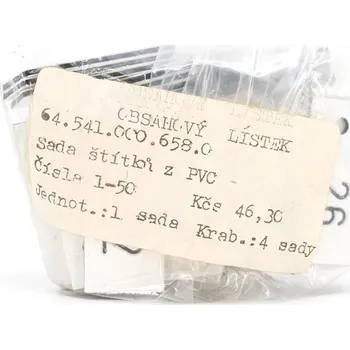 OBSAHOVÝ LÍSTEK
64.541.000.658.0
Sada štítků z PVC -
Čísla 1-50 Kčs 46,30
Jednot.:1 sada Krab.:4 sady
26